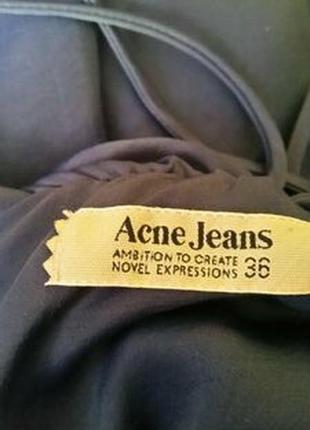 Acne Jeans
AMBITION TO CREATE
NOVEL EXPRESSIONS 36